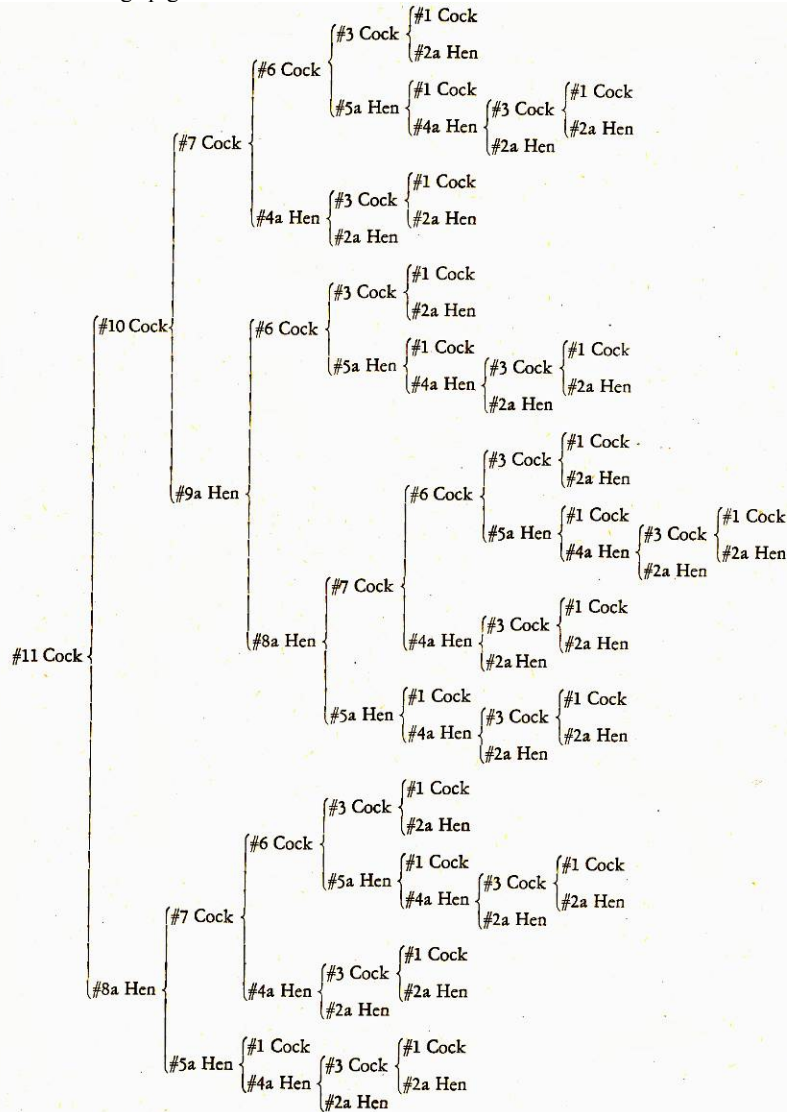 #1 Cock
#3 Cock
#2a Hen
#6 Cock
#1 Cock
#1 Cock
#3 Cock
#5a Hen
#4a Hen
#2a Hen
#2a Hen
#7 Cock
#1 Cock
#3 Cock
#4a Hen
#2a Hen
#2a Hen
#1 Cock
#3 Cock
#2a Hen
#10 Cock
#6 Cock
#1 Cock
#1 Cock
#3 Cock
#5a Hen
#4a Hen
#2a Hen
#2a Hen
#1 Cock
#3 Cock
#2a Hen
#9a Hen
#6 Cock
#1 Cock
#1 Cock
#3 Cock
#5a Hen
#4a Hen
#2a Hen
#2a Hen
#7 Cock
#1 Cock
#3 Cock
#8a Hen
#4a Hen
#2a Hen
#11 Cock
#2a Hen
#1 Cock
#1 Cock
#3 Cock
#5a Hen
#4a Hen
#2a Hen
#2a Hen
#1 Cock
#3 Cock
#2a Hen
#6 Cock
#1 Cock
#1 Cock
#3 Cock
#5a Hen
#4a Hen
#2a Hen
#2a Hen
#7 Cock
#1 Cock
#3 Cock
#8a Hen
#4a Hen
#2a Hen
#2a Hen
#1 Cock
#1 Cock
#3 Cock
#5a Hen
#4a Hen
#2a Hen
#2a Hen